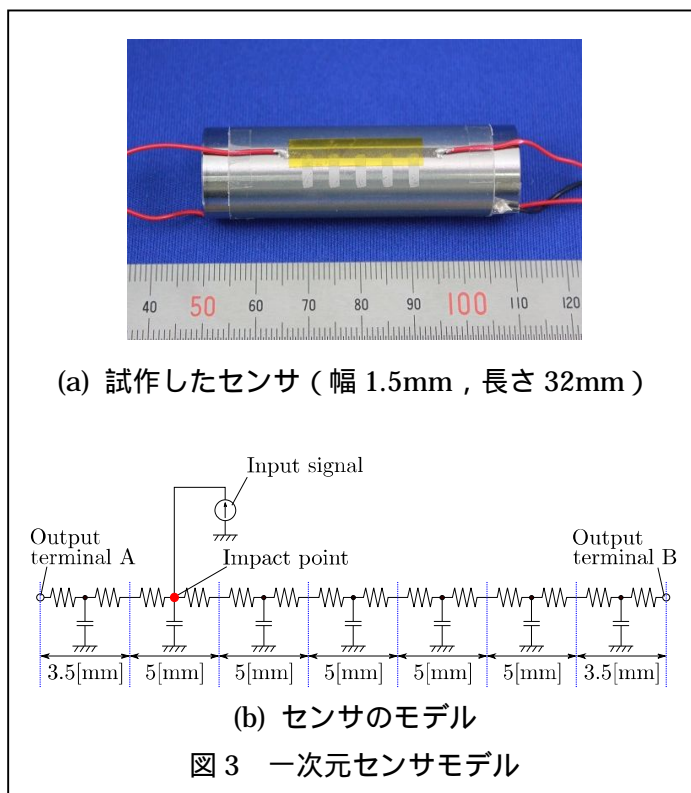 40 50 60 70 80 90 100 110 120
(a) 試作したセンサ(幅 1.5mm,長さ 32mm)
Input signal
Output
terminal A
Impact point
Output
terminal B
3.5[mm] 5[mm] 5[mm] 5[mm] 5[mm] 5[mm] 3.5[mm]
(b) センサのモデル
図 3 一次元センサモデル